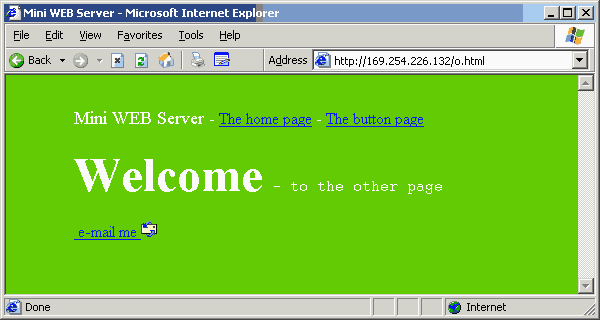 Mini WEB Server - Microsoft Internet Explorer
File Edit View Favorites Tools Help
Back Address http://169.254.226.132/o.html
Mini WEB Server - The home page - The button page
Welcome - to the other page
e-mail me
Done Internet